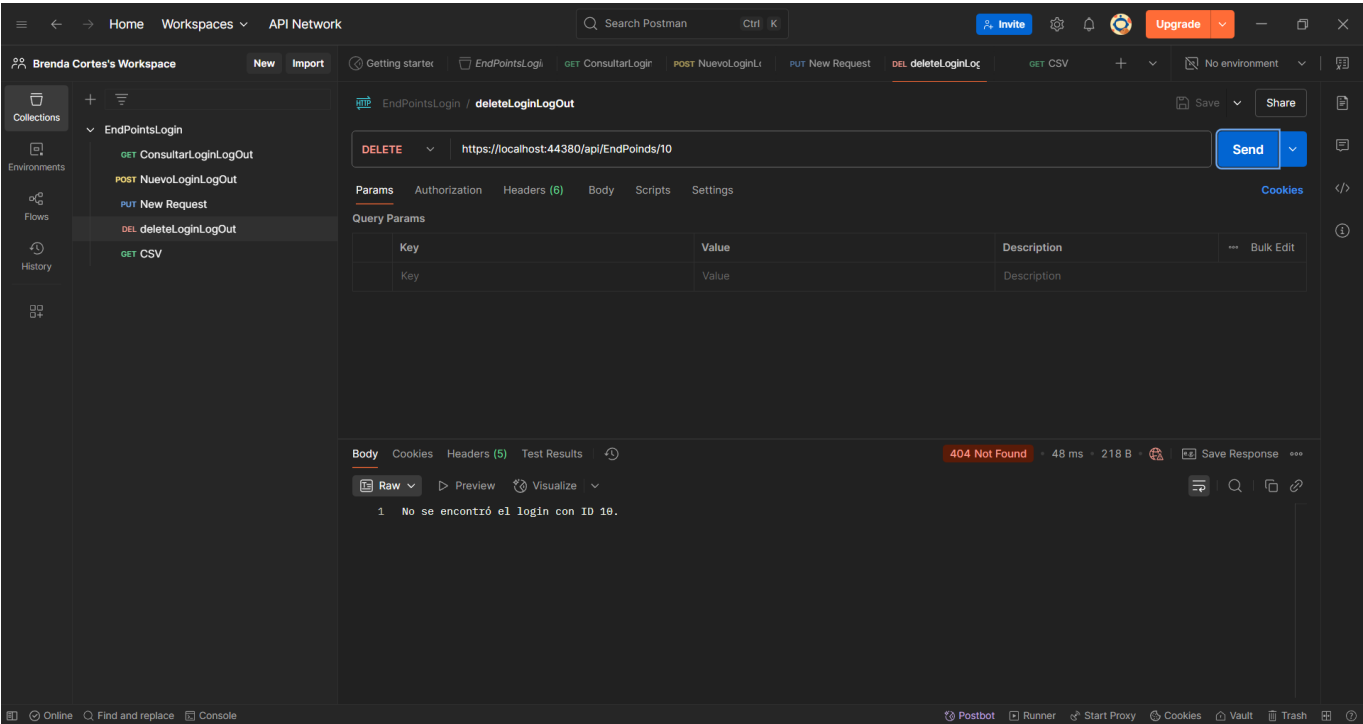 Home Workspaces API Network Search Postman Ctrl K Invite Upgrade
Brenda Cortes's Workspace New Import Getting started EndPointsLogi GET ConsultarLogin POST NuevoLoginL PUT New Request DEL deleteLoginLog GET CSV No environment
Collections
Environments
Flows
History
EndPointsLogin
GET ConsultarLoginLogOut
POST NuevoLoginLogOut
PUT New Request
DEL deleteLoginLogOut
GET CSV
HTTP EndPointsLogin / deleteLoginLogOut Save Share
DELETE https://localhost:44380/api/EndPoinds/10 Send
Params Authorization Headers (6) Body Scripts Settings Cookies
Query Params
Key Value Description Bulk Edit
Key Value Description
Body Cookies Headers (5) Test Results 404 Not Found 48 ms 218 B e.g. Save Response
Raw Preview Visualize
1 No se encontró el login con ID 10.
Online Find and replace Console Postbot Runner Start Proxy Cookies Vault Trash